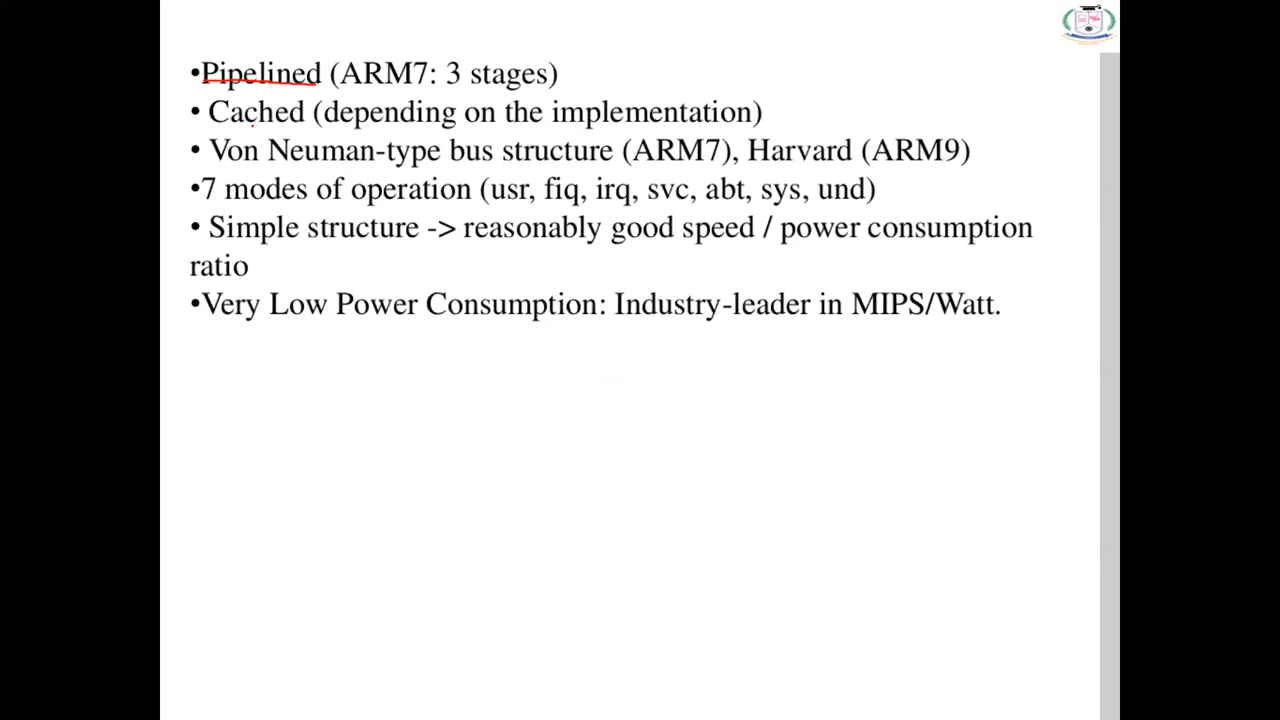 •Pipelined (ARM7: 3 stages)
• Cached (depending on the implementation)
• Von Neuman-type bus structure (ARM7), Harvard (ARM9)
•7 modes of operation (usr, fiq, irq, svc, abt, sys, und)
• Simple structure -> reasonably good speed / power consumption
ratio
•Very Low Power Consumption: Industry-leader in MIPS/Watt.